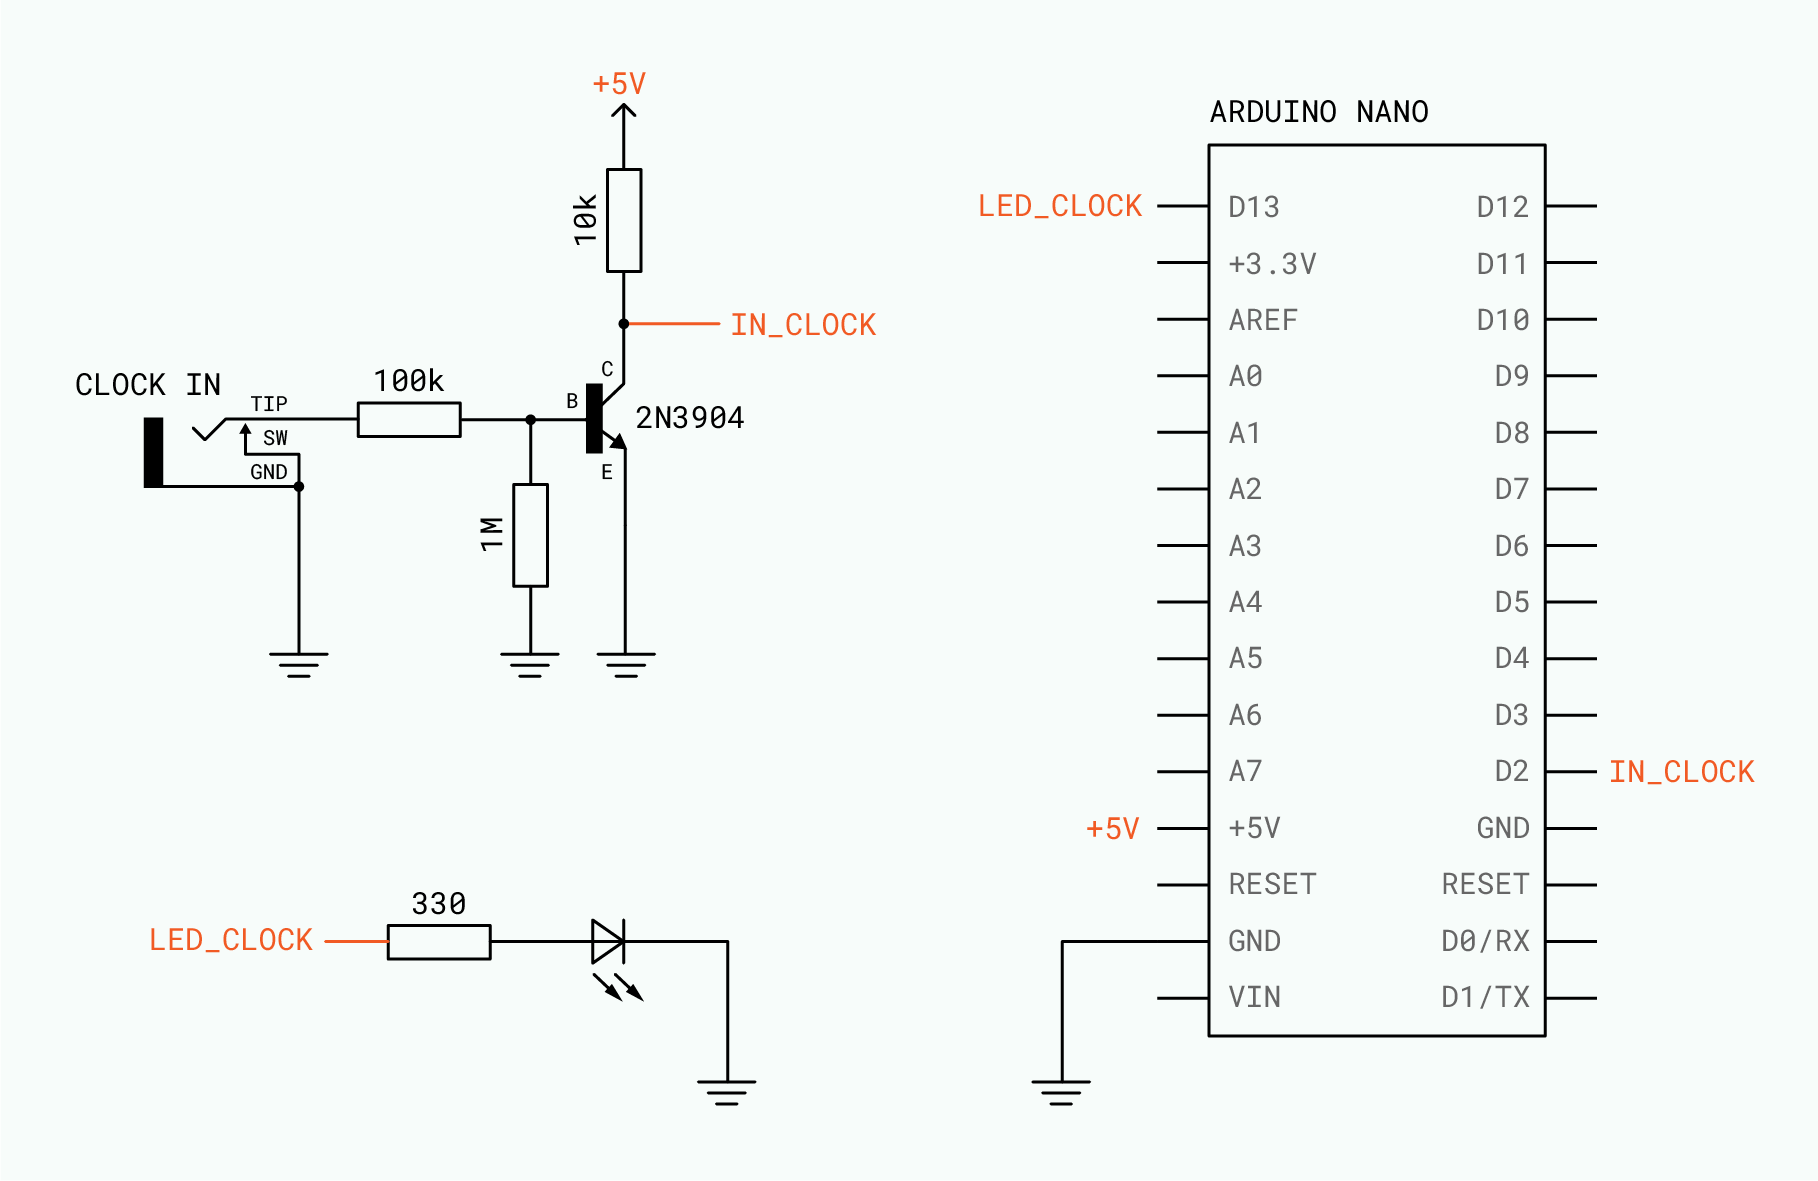 +5V
10k
IN_CLOCK
CLOCK IN
TIP
SW
GND
100k
B
C
E
2N3904
1M
LED_CLOCK
330
ARDUINO NANO
LED_CLOCK
D13
D12
+3.3V
D11
AREF
D10
A0
D9
A1
D8
A2
D7
A3
D6
A4
D5
A5
D4
A6
D3
A7
D2
IN_CLOCK
+5V
+5V
GND
RESET
RESET
GND
D0/RX
VIN
D1/TX